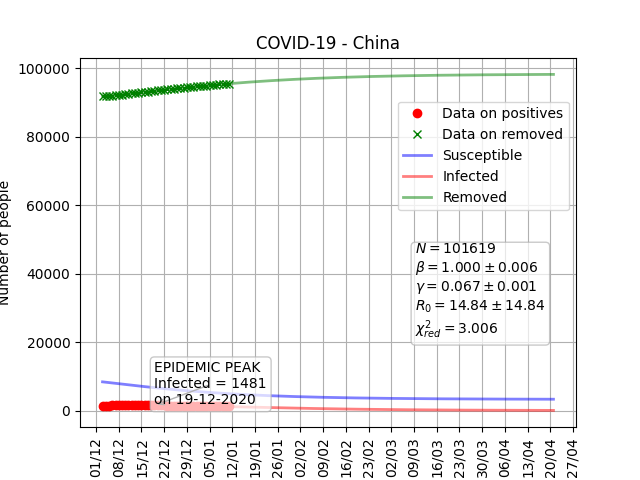 COVID-19 - China
100000
80000
60000
40000
20000
0
Number of people
Data on positives
Data on removed
Susceptible
Infected
Removed
N = 101619
β = 1.000 ± 0.006
γ = 0.067 ± 0.001
R₀ = 14.84 ± 14.84
χ²_red = 3.006
EPIDEMIC PEAK
Infected = 1481
on 19-12-2020
01/12
08/12
15/12
22/12
29/12
05/01
12/01
19/01
26/01
02/02
09/02
16/02
23/02
02/03
09/03
16/03
23/03
30/03
06/04
13/04
20/04
27/04